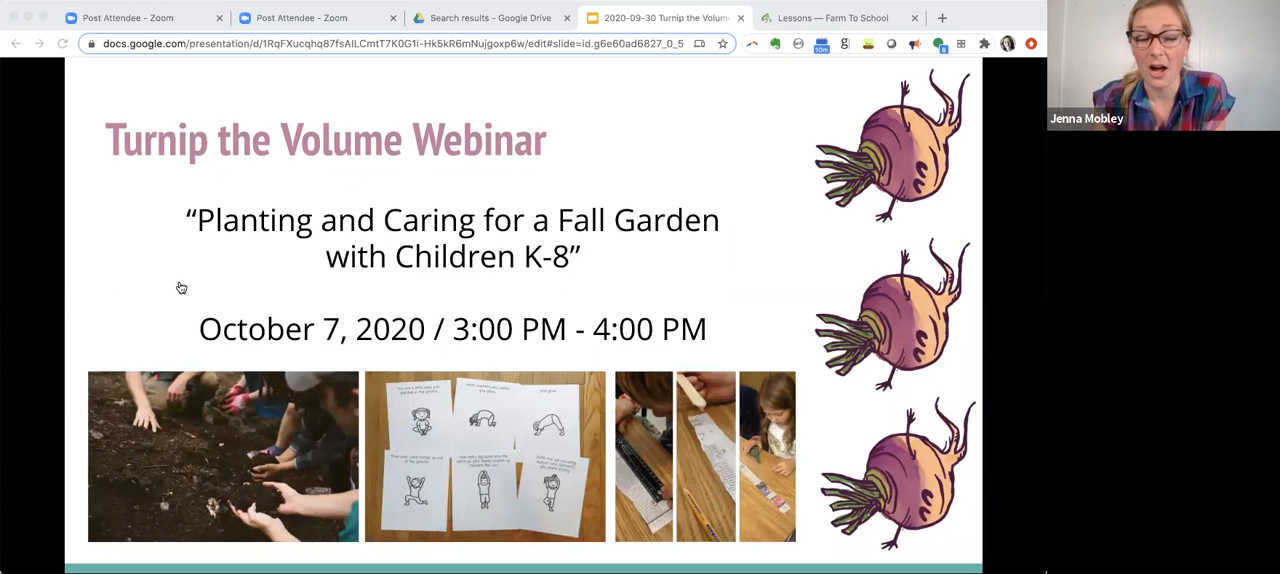 Post Attendee - Zoom
Post Attendee - Zoom
Search results - Google Drive
2020-09-30 Turnip the Volum
Lessons — Farm To School
docs.google.com/presentation/d/1RqFXucqhq87fsAILCmtT7K0G1i-Hk5kR6mNujgoxp6w/edit#slide=id.g6e60ad6827_0_5
10m
8
Jenna Mobley
Turnip the Volume Webinar
“Planting and Caring for a Fall Garden
with Children K-8”
October 7, 2020 / 3:00 PM - 4:00 PM